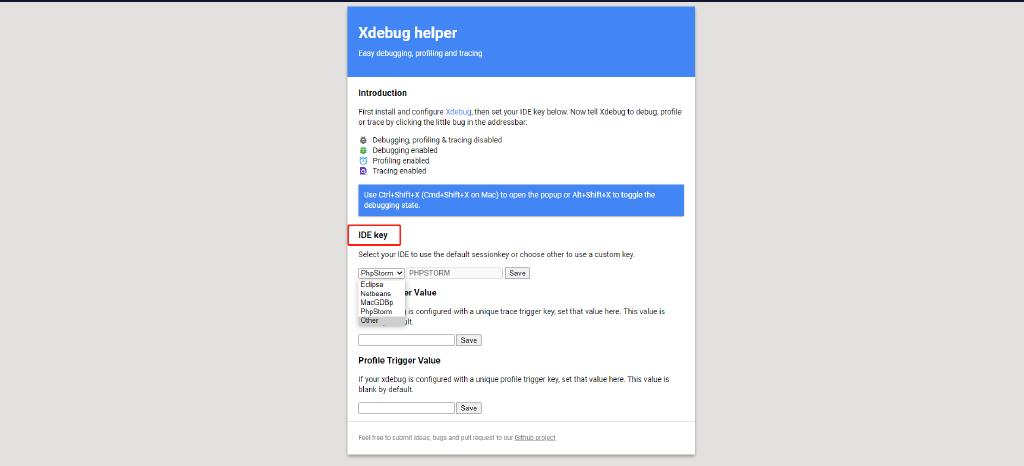 Xdebug helper
Easy debugging, profiling and tracing
Introduction
First install and configure Xdebug, then set your IDE key below. Now tell Xdebug to debug, profile
or trace by clicking the little bug in the addressbar:
Debugging, profiling & tracing disabled
Debugging enabled
Profiling enabled
Tracing enabled
Use Ctrl+Shift+X (Cmd+Shift+X on Mac) to open the popup or Alt+Shift+X to toggle the
debugging state.
IDE key
Select your IDE to use the default sessionkey or choose other to use a custom key.
PhpStorm PHPSTORM Save
Eclipse
Netbeans
MacGDBp
PhpStorm
Other
er Value
is configured with a unique trace trigger key, set that value here. This value is
Save
Profile Trigger Value
If your xdebug is configured with a unique profile trigger key, set that value here. This value is
blank by default.
Save
Feel free to submit ideas, bugs and pull request to our Github project